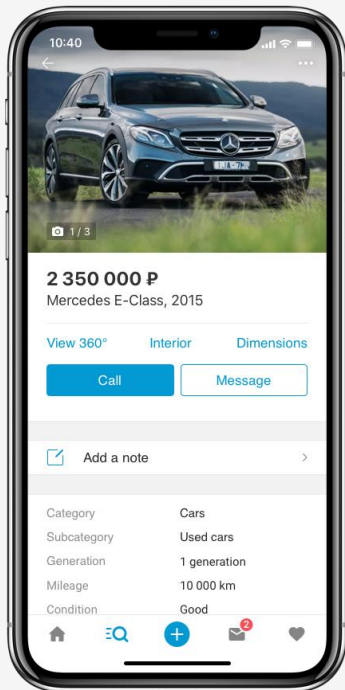 10:40
1 / 3
2 350 000 ₽
Mercedes E-Class, 2015
View 360° Interior Dimensions
Call Message
Add a note
Category Cars
Subcategory Used cars
Generation 1 generation
Mileage 10 000 km
Condition Good
2